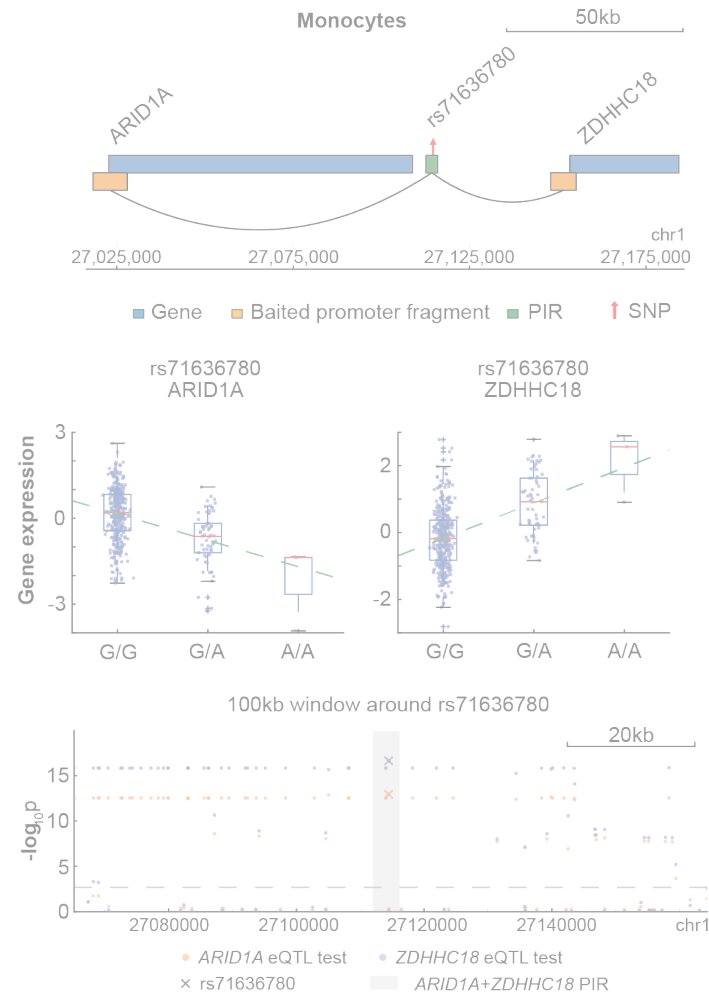 Monocytes
50kb
ARID1A
rs71636780
ZDHHC18
chr1
27,025,000 27,075,000 27,125,000 27,175,000
Gene Baited promoter fragment PIR SNP
rs71636780
ARID1A
rs71636780
ZDHHC18
Gene expression
3
0
-3
G/G G/A A/A
2
0
-2
G/G G/A A/A
100kb window around rs71636780
20kb
-log10p
15
10
5
0
27080000 27100000 27120000 27140000 chr1
ARID1A eQTL test ZDHHC18 eQTL test
rs71636780 ARID1A+ZDHHC18 PIR